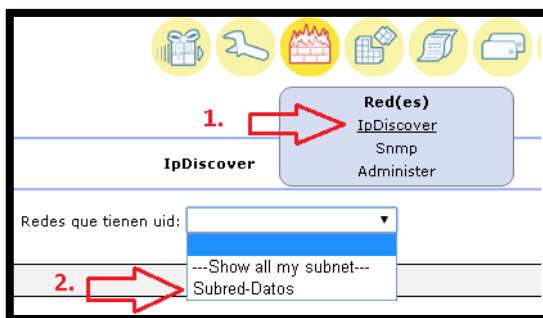 Red(es)
1.
IpDiscover
Snmp
Administer
IpDiscover
Redes que tienen uid:
---Show all my subnet---
2.
Subred-Datos